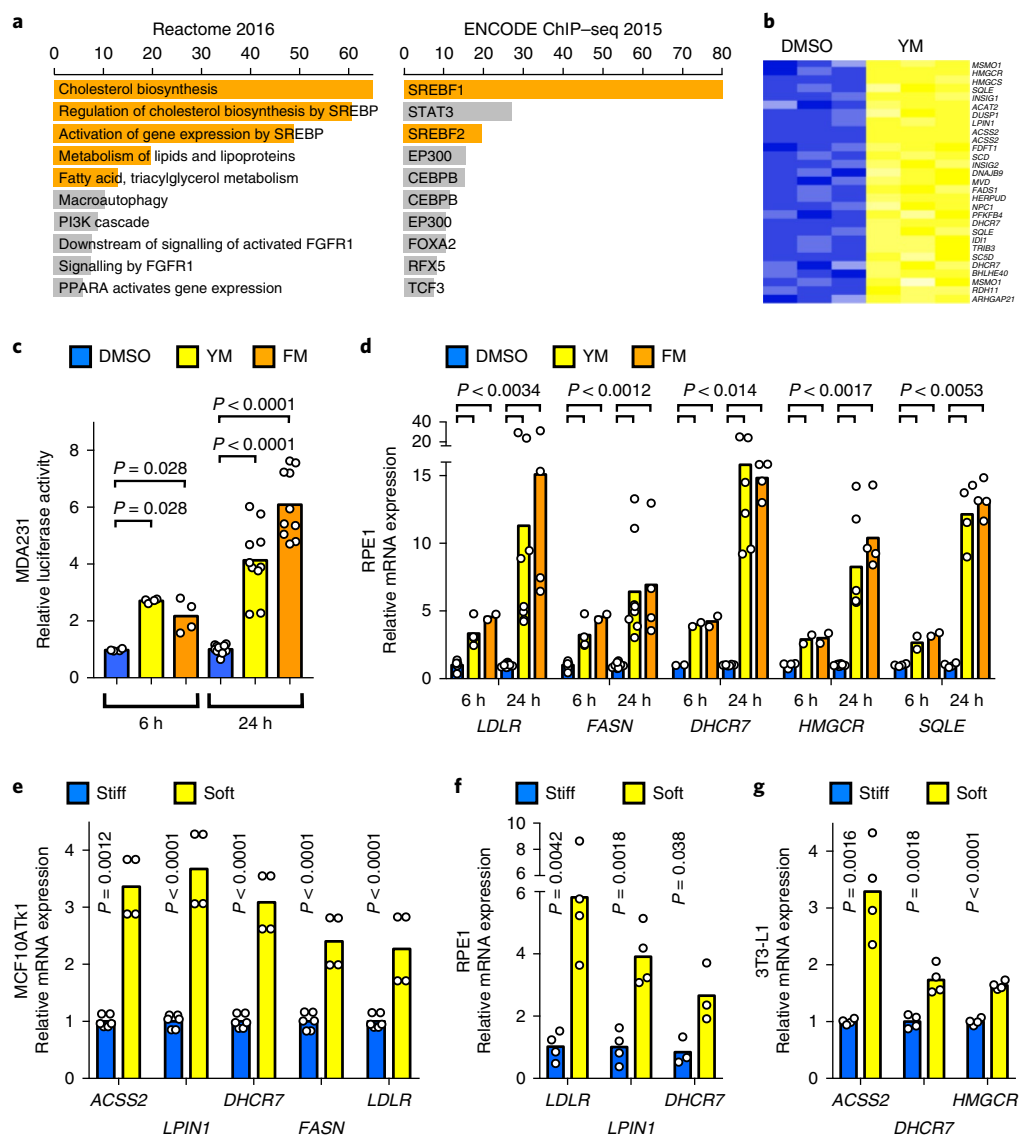 a
Reactome 2016
0 10 20 30 40 50 60
Cholesterol biosynthesis
Regulation of cholesterol biosynthesis by SREBP
Activation of gene expression by SREBP
Metabolism of lipids and lipoproteins
Fatty acid, triacylglycerol metabolism
Macroautophagy
PI3K cascade
Downstream of signalling of activated FGFR1
Signalling by FGFR1
PPARA activates gene expression
ENCODE ChIP–seq 2015
0 10 20 30 40 50 60 70 80
SREBF1
STAT3
SREBF2
EP300
CEBPB
CEBPB
EP300
FOXA2
RFX5
TCF3
b
DMSO YM
MSMO1
HMGCR
HMGCS
SQLE
INSIG1
ACAT2
DUSP1
LPIN1
ACSS2
ACSS2
FDFT1
SCD
INSIG2
DNAJB9
MVD
FADS1
HERPUD
NPC1
PFKFB4
DHCR7
SQLE
IDI1
TRIB3
SC5D
DHCR7
BHLHE40
MSMO1
RDH11
ARHGAP21
c
DMSO YM FM
P < 0.0001
P < 0.0001
P = 0.028
P = 0.028
MDA231
Relative luciferase activity
8
6
4
2
0
6 h 24 h
d
DMSO YM FM
P < 0.0034 P < 0.0012 P < 0.014 P < 0.0017 P < 0.0053
RPE1
Relative mRNA expression
40
20
15
10
5
0
6 h 24 h 6 h 24 h 6 h 24 h 6 h 24 h 6 h 24 h
LDLR FASN DHCR7 HMGCR SQLE
e
Stiff Soft
P = 0.0012
P < 0.0001
P < 0.0001
P < 0.0001
P < 0.0001
MCF10ATk1
Relative mRNA expression
4
3
2
1
0
ACSS2 DHCR7 LDLR
LPIN1 FASN
f
Stiff Soft
P = 0.0042
P = 0.0018
P = 0.038
RPE1
Relative mRNA expression
10
8
6
4
2
0
LDLR DHCR7
LPIN1
g
Stiff Soft
P = 0.0016
P = 0.0018
P < 0.0001
3T3-L1
Relative mRNA expression
4
3
2
1
0
ACSS2 HMGCR
DHCR7